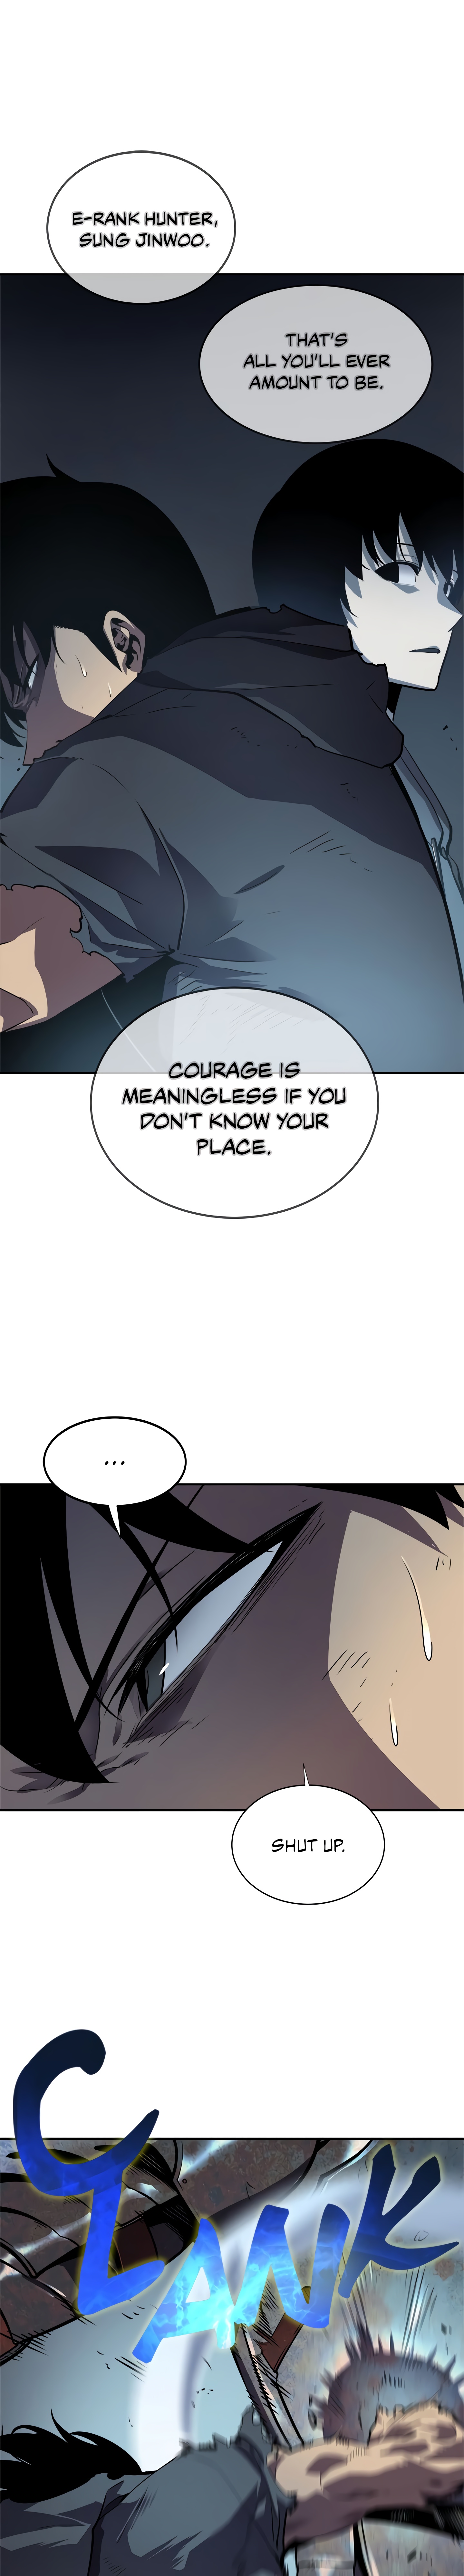 E-RANK HUNTER,
SUNG JINWOO.
THAT'S
ALL YOU'LL EVER
AMOUNT TO BE.
COURAGE IS
MEANINGLESS IF YOU
DON'T KNOW YOUR
PLACE.
...
SHUT UP.
CLANK